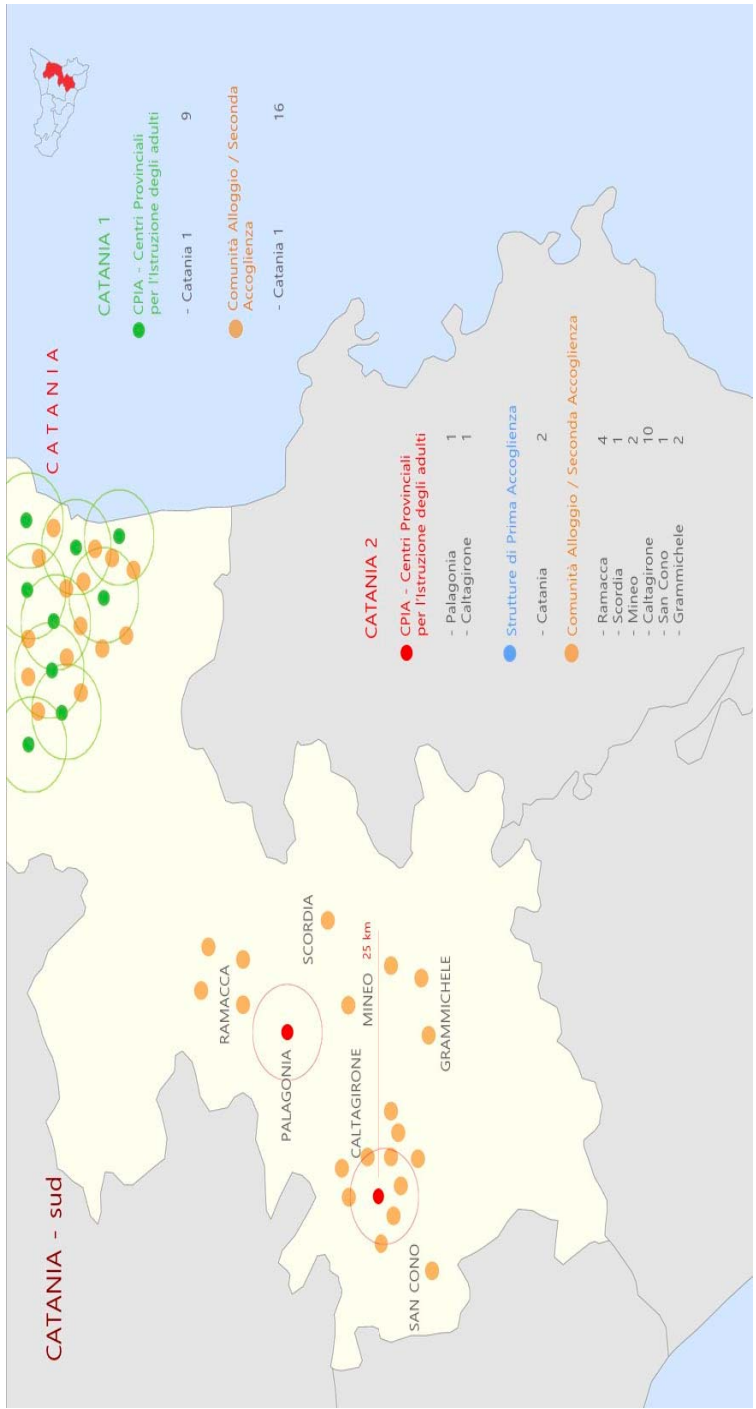 CATANIA - sud
CATANIA
CATANIA 1
CPIA - Centri Provinciali
per l'Istruzione degli adulti
- Catania 1 9
Comunità Alloggio / Seconda
Accoglienza
- Catania 1 16
RAMACCA
PALAGONIA
SCORDIA
CALTAGIRONE
MINEO
25 km
SAN CONO
GRAMMICHELE
CATANIA 2
CPIA - Centri Provinciali
per l'Istruzione degli adulti
- Palagonia 1
- Caltagirone 1
Strutture di Prima Accoglienza
- Catania 2
Comunità Alloggio / Seconda Accoglienza
- Ramacca 4
- Scordia 1
- Mineo 2
- Caltagirone 10
- San Cono 1
- Grammichele 2